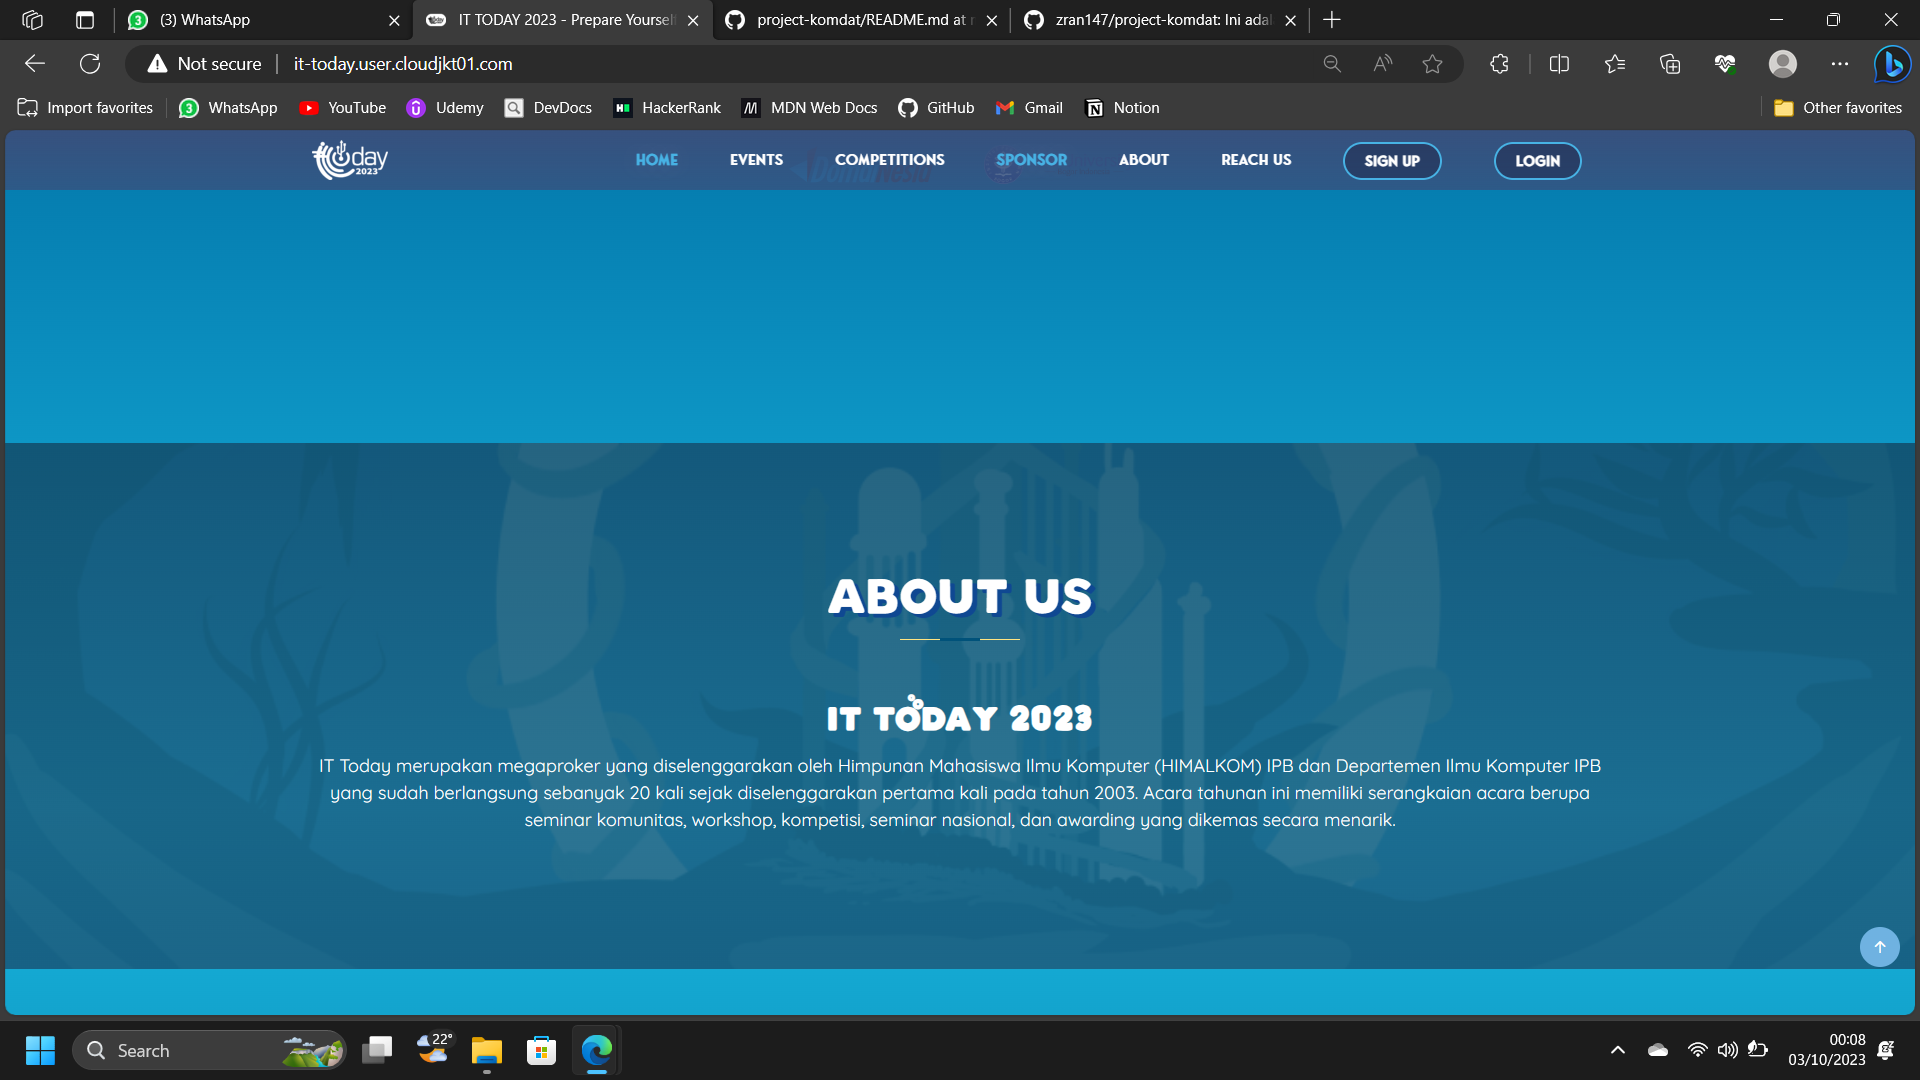 (3) WhatsApp
IT TODAY 2023 - Prepare Yourself
project-komdat/README.md at
zran147/project-komdat: Ini ada
Not secure
it-today.user.cloudjkt01.com
Import favorites
WhatsApp
YouTube
Udemy
DevDocs
HackerRank
MDN Web Docs
GitHub
Gmail
Notion
Other favorites
today
2023
HOME
EVENTS
COMPETITIONS
SPONSOR
ABOUT
REACH US
SIGN UP
LOGIN
ABOUT US
IT TODAY 2023
IT Today merupakan megaproker yang diselenggarakan oleh Himpunan Mahasiswa Ilmu Komputer (HIMALKOM) IPB dan Departemen Ilmu Komputer IPB
yang sudah berlangsung sebanyak 20 kali sejak diselenggarakan pertama kali pada tahun 2003. Acara tahunan ini memiliki serangkaian acara berupa
seminar komunitas, workshop, kompetisi, seminar nasional, dan awarding yang dikemas secara menarik.
Search
22°
00:08
03/10/2023